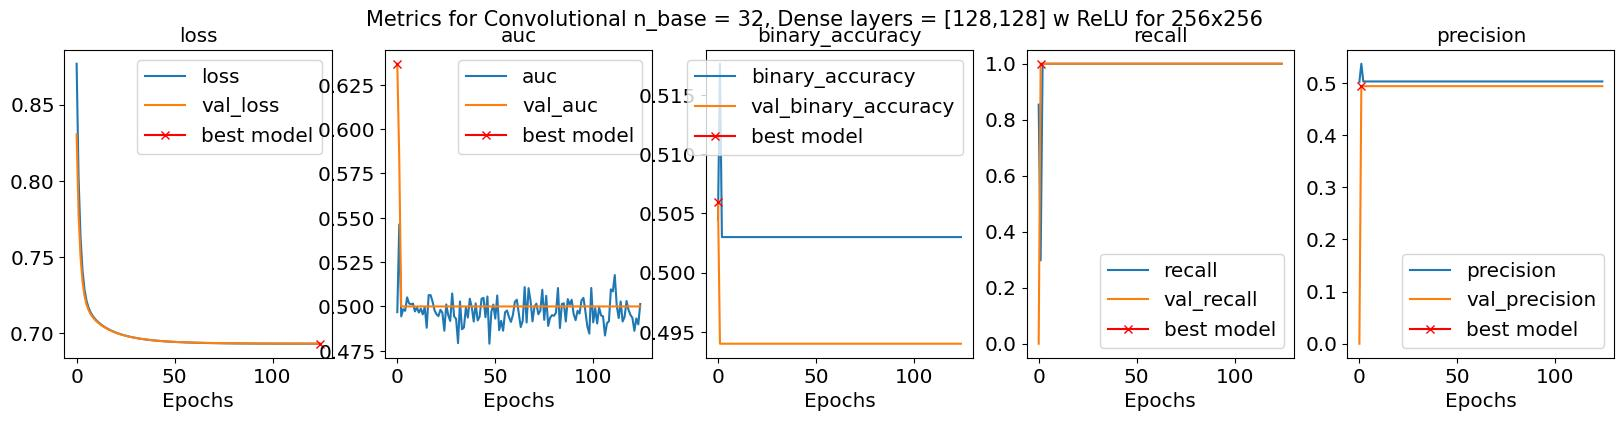 Metrics for Convolutional n_base = 32, Dense layers = [128,128] w ReLU for 256x256
loss
0.85
0.80
0.75
0.70
loss
val_loss
best model
0 50 100
Epochs
auc
0.625
0.600
0.575
0.550
0.525
0.500
0.475
auc
val_auc
best model
0 50 100
Epochs
binary_accuracy
0.515
0.510
0.505
0.500
0.495
binary_accuracy
val_binary_accuracy
best model
0 50 100
Epochs
recall
1.0
0.8
0.6
0.4
0.2
0.0
recall
val_recall
best model
0 50 100
Epochs
precision
0.5
0.4
0.3
0.2
0.1
0.0
precision
val_precision
best model
0 50 100
Epochs